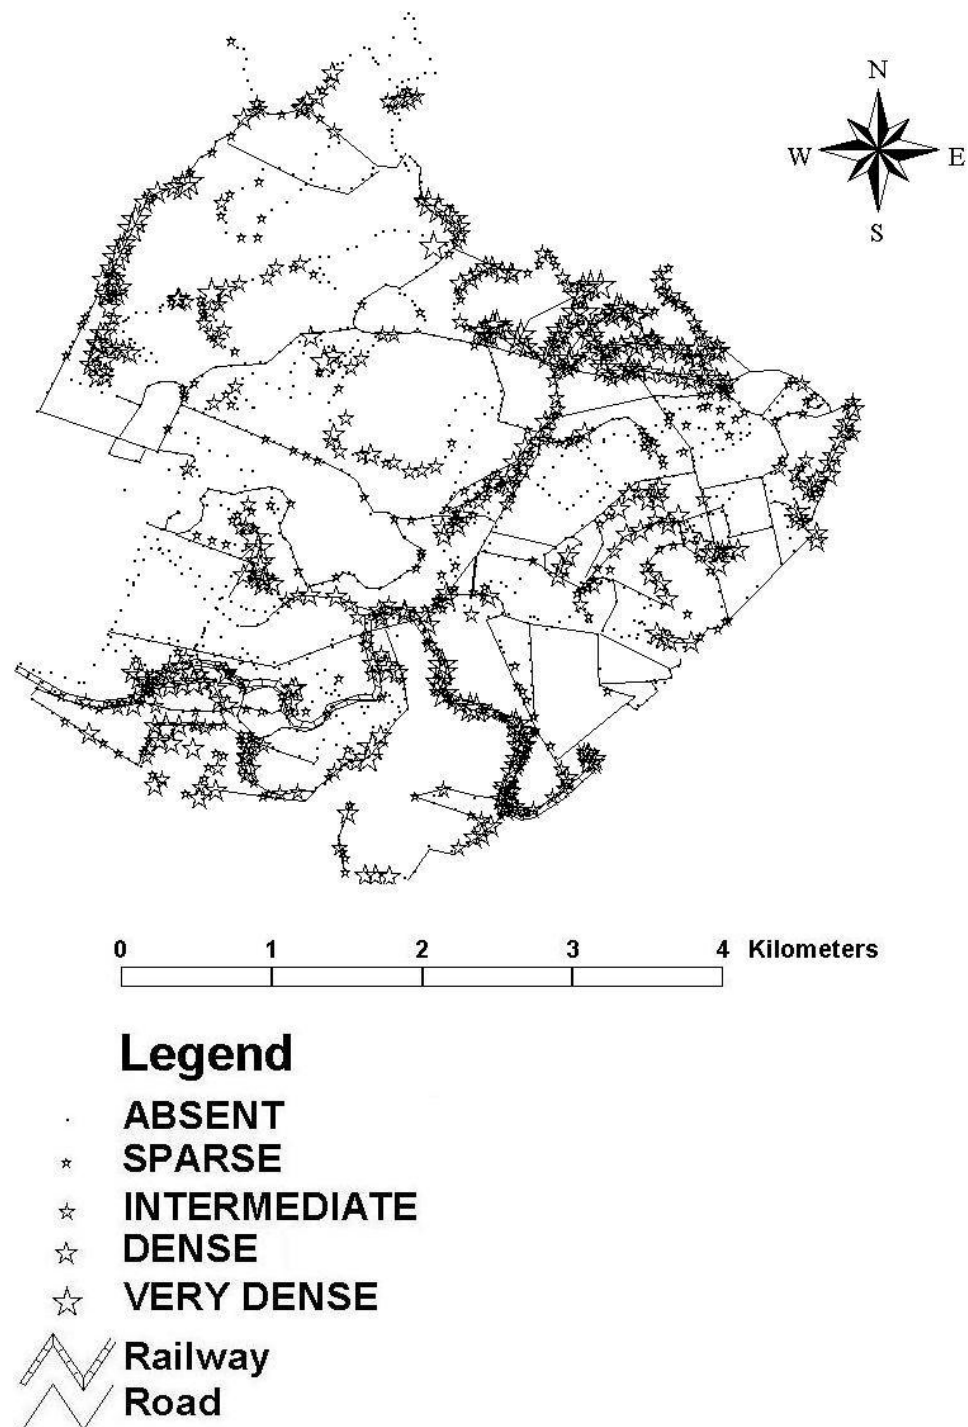 N
W E
S
0 1 2 3 4 Kilometers
Legend
ABSENT
SPARSE
INTERMEDIATE
DENSE
VERY DENSE
Railway
Road